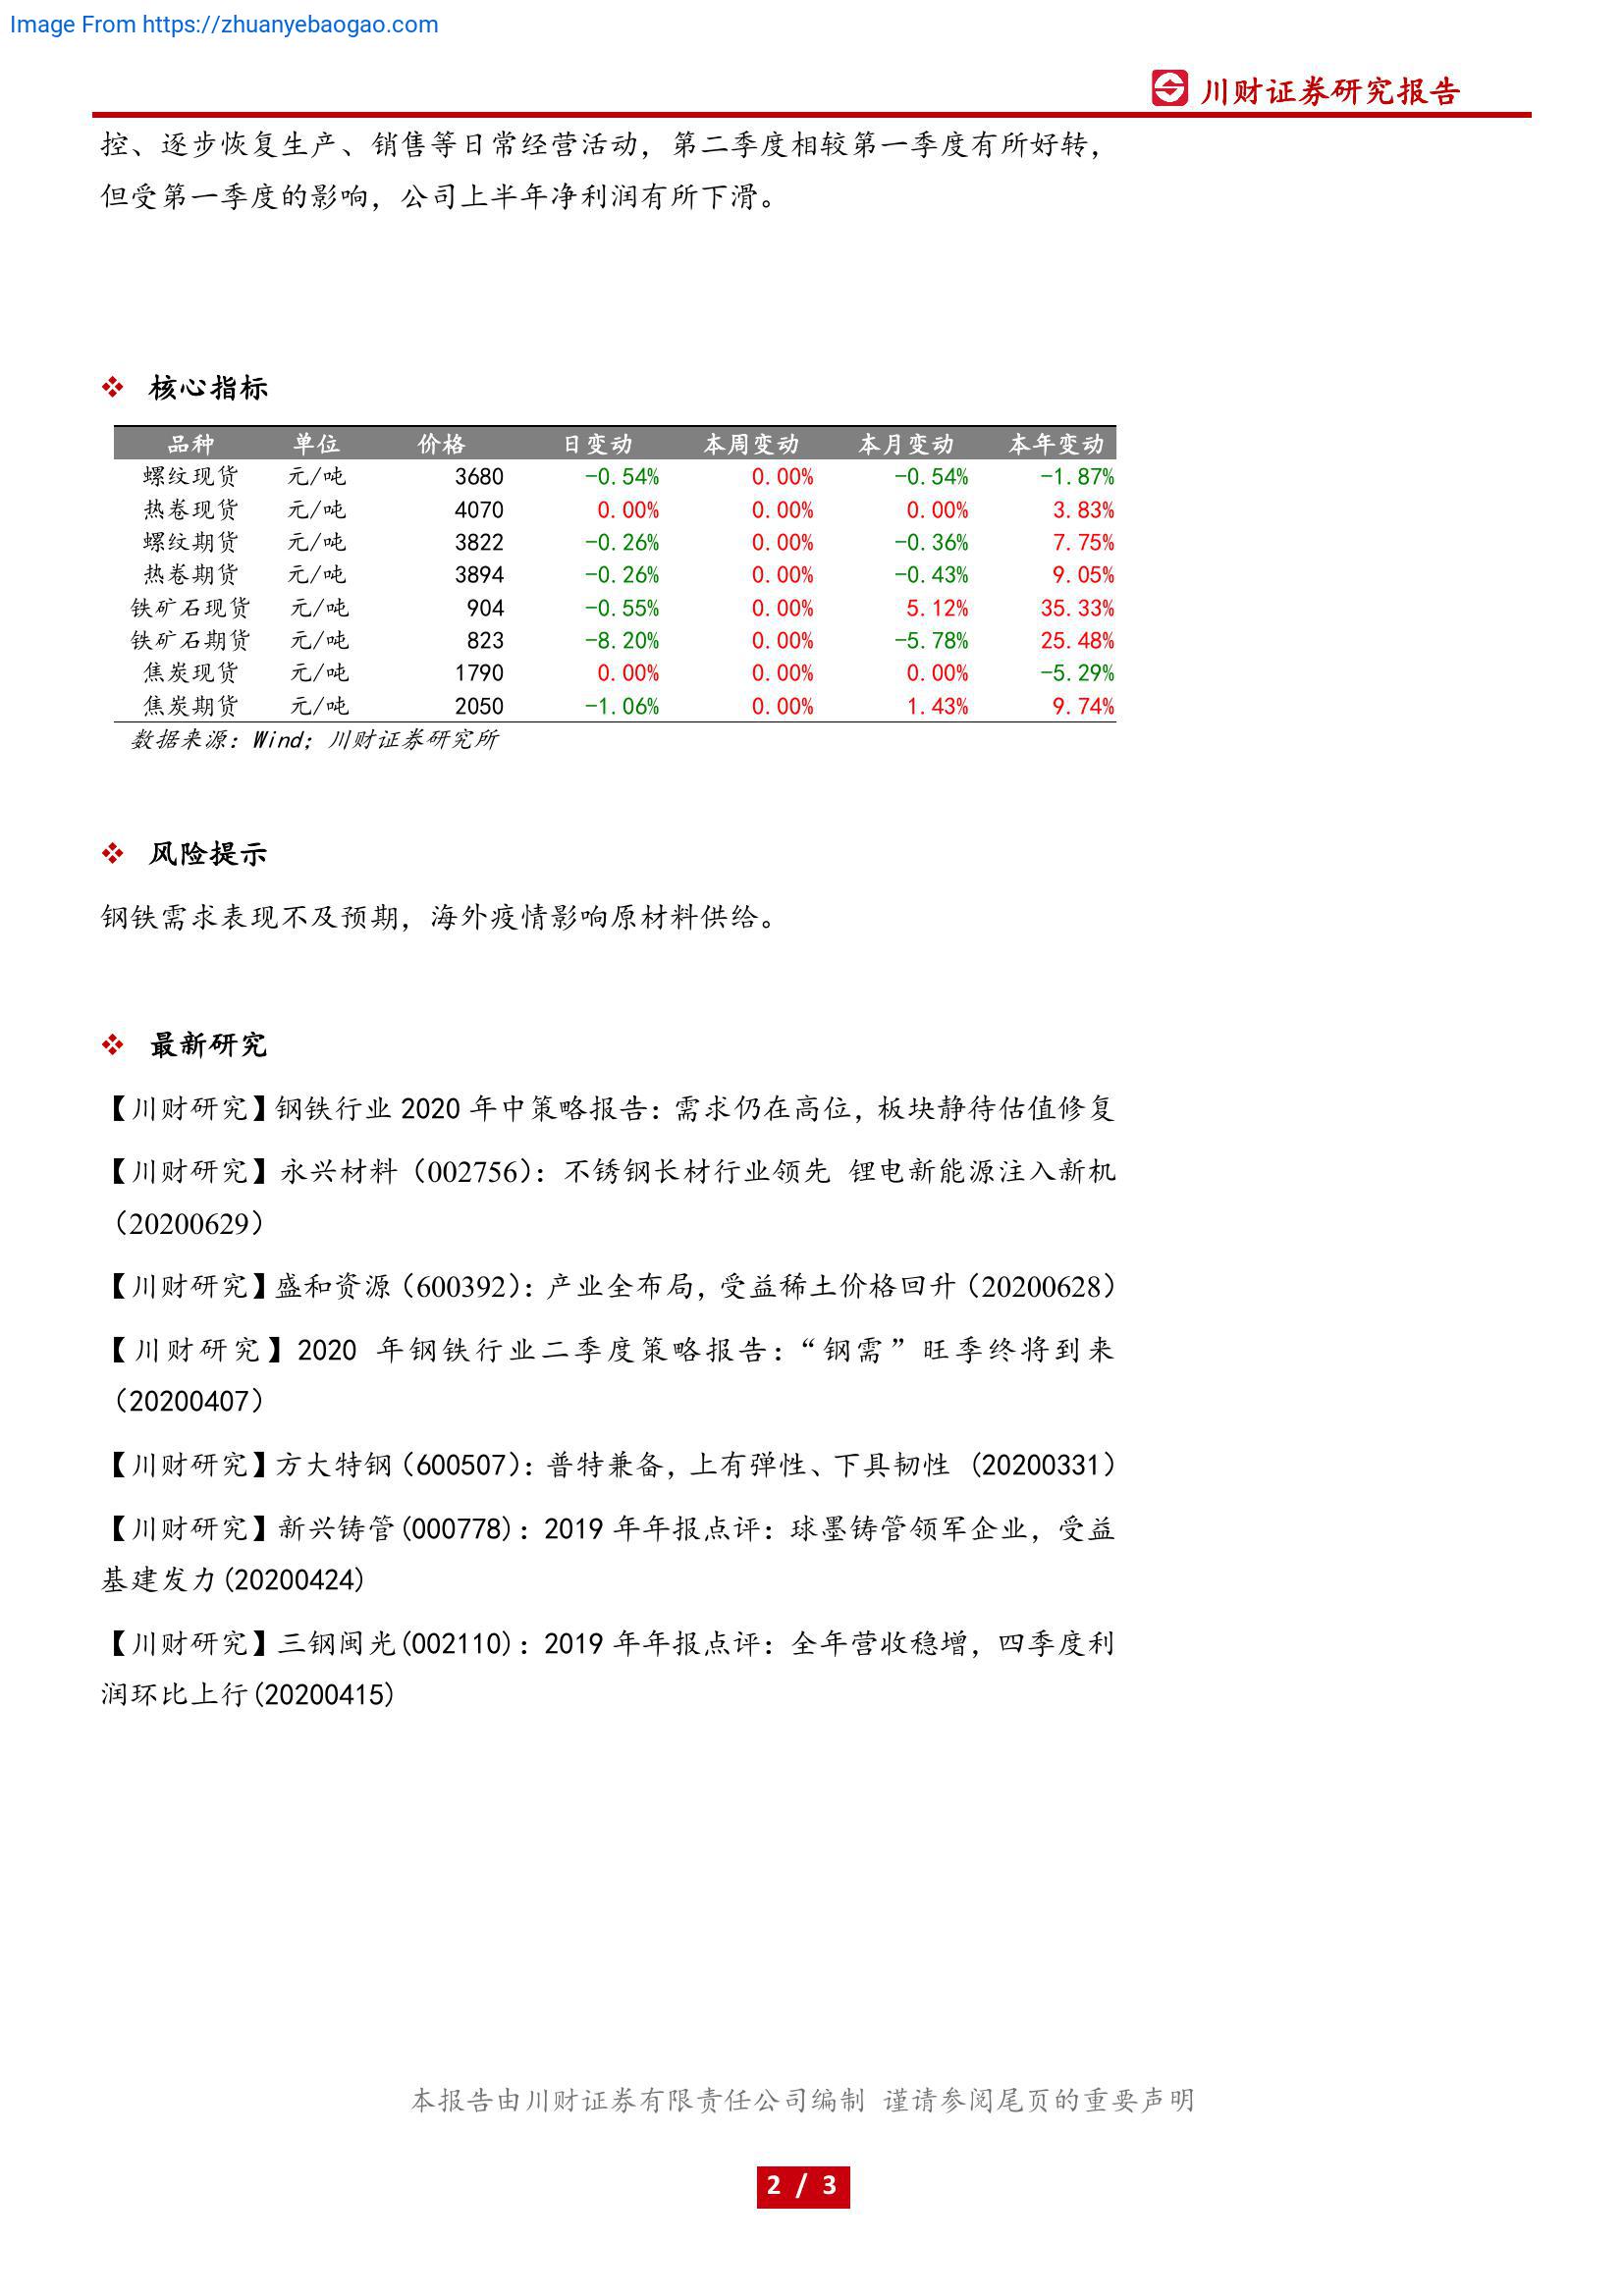 Image From https://zhuanyebaogao.com
川财证券研究报告
控、逐步恢复生产、销售等日常经营活动，第二季度相较第一季度有所好转，
但受第一季度的影响，公司上半年净利润有所下滑。
❖ 核心指标
品种 单位 价格 日变动 本周变动 本月变动 本年变动
螺纹现货 元/吨 3680 -0.54% 0.00% -0.54% -1.87%
热卷现货 元/吨 4070 0.00% 0.00% 0.00% 3.83%
螺纹期货 元/吨 3822 -0.26% 0.00% -0.36% 7.75%
热卷期货 元/吨 3894 -0.26% 0.00% -0.43% 9.05%
铁矿石现货 元/吨 904 -0.55% 0.00% 5.12% 35.33%
铁矿石期货 元/吨 823 -8.20% 0.00% -5.78% 25.48%
焦炭现货 元/吨 1790 0.00% 0.00% 0.00% -5.29%
焦炭期货 元/吨 2050 -1.06% 0.00% 1.43% 9.74%
数据来源：Wind；川财证券研究所
❖ 风险提示
钢铁需求表现不及预期，海外疫情影响原材料供给。
❖ 最新研究
【川财研究】钢铁行业 2020 年中策略报告：需求仍在高位，板块静待估值修复
【川财研究】永兴材料（002756）：不锈钢长材行业领先 锂电新能源注入新机
（20200629）
【川财研究】盛和资源（600392）：产业全布局，受益稀土价格回升（20200628）
【川财研究】2020 年钢铁行业二季度策略报告：“钢需”旺季终将到来
（20200407）
【川财研究】方大特钢（600507）：普特兼备，上有弹性、下具韧性 (20200331）
【川财研究】新兴铸管(000778)：2019 年年报点评：球墨铸管领军企业，受益
基建发力(20200424)
【川财研究】三钢闽光(002110)：2019 年年报点评：全年营收稳增，四季度利
润环比上行(20200415)
本报告由川财证券有限责任公司编制 谨请参阅尾页的重要声明
2 / 3